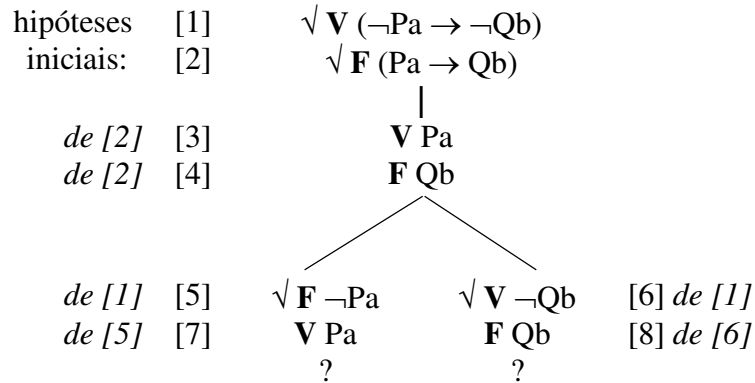 hipóteses [1] √ V (¬Pa → ¬Qb)
iniciais: [2] √ F (Pa → Qb)
de [2] [3] V Pa
de [2] [4] F Qb
de [1] [5] √ F ¬Pa √ V ¬Qb [6] de [1]
de [5] [7] V Pa F Qb [8] de [6]
? ?